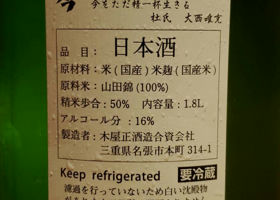 今をただ精一杯生きる
杜氏 大西唯克
品目：日本酒
原材料：米(国産)米麹(国産米)
原料米：山田錦(100%)
精米歩合：50% 内容量：1.8L
アルコール分：16%
製造者：木屋正酒造合資会社
三重県名張市本町314-1
Keep refrigerated 要冷蔵
濾過を行っていないため白い沈殿物